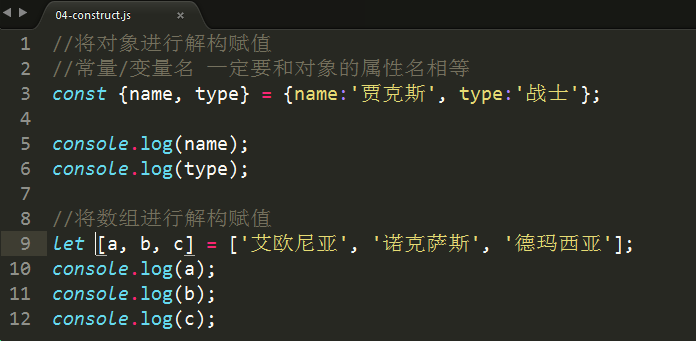 04-construct.js ×
1 //将对象进行解构赋值
2 //常量/变量名 一定要和对象的属性名相等
3 const {name, type} = {name:'贾克斯', type:'战士'};
4
5 console.log(name);
6 console.log(type);
7
8 //将数组进行解构赋值
9 let [a, b, c] = ['艾欧尼亚', '诺克萨斯', '德玛西亚'];
10 console.log(a);
11 console.log(b);
12 console.log(c);